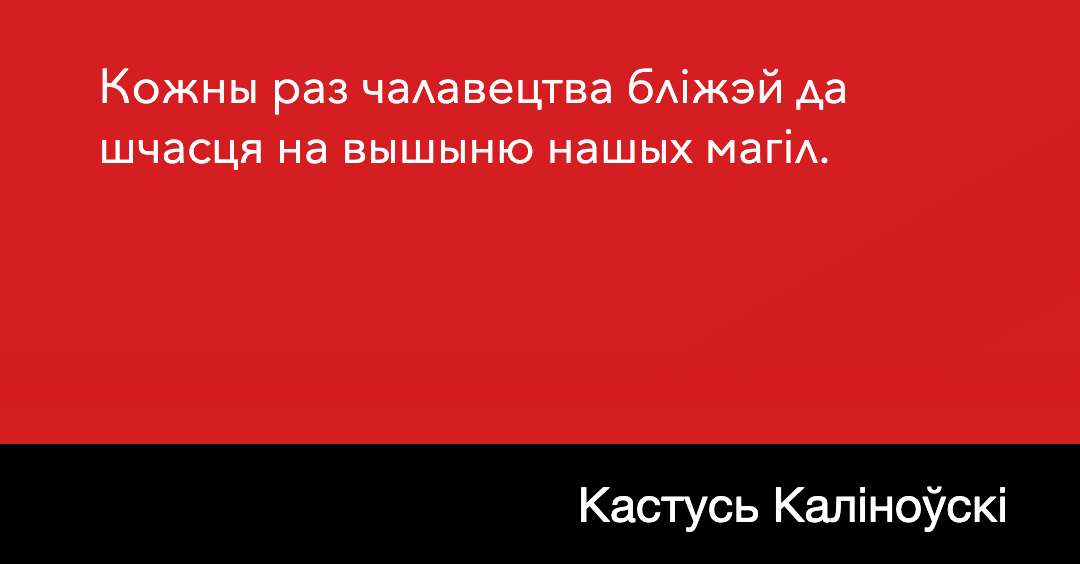 Кожны раз чалавецтва бліжэй да
шчасця на вышыню нашых магіл.
Кастусь Каліноўскі